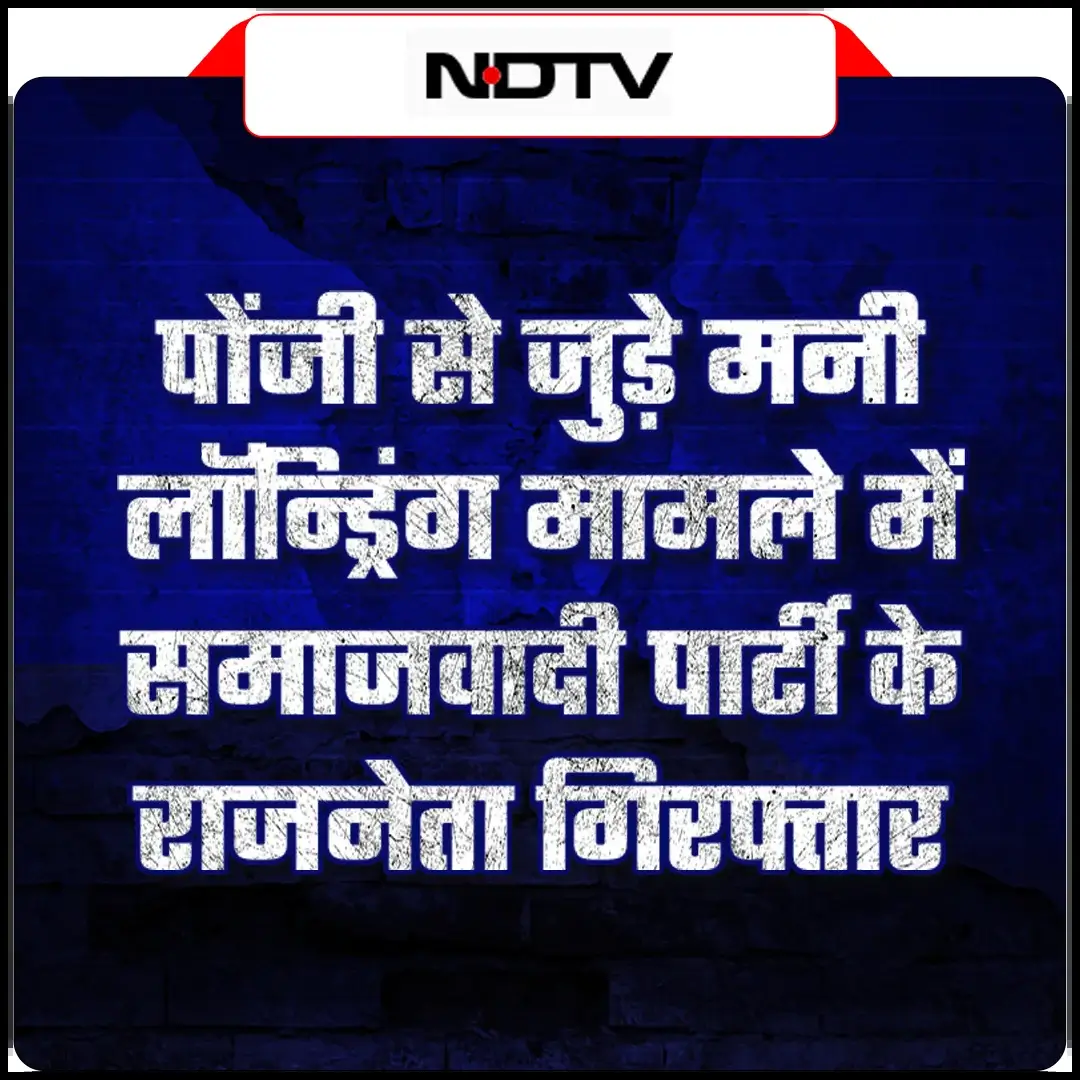 NDTV
पोंजी से जुड़े मनी
लॉन्ड्रिंग मामले में
समाजवादी पार्टी के
राजनेता गिरफ्तार